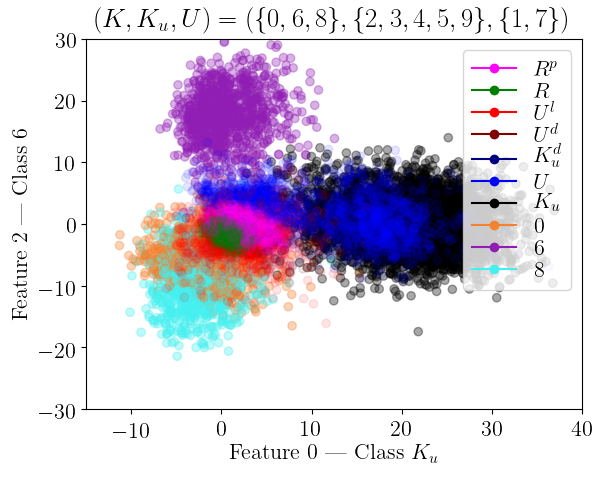 (K, K_u, U) = ({0, 6, 8}, {2, 3, 4, 5, 9}, {1, 7})
30
20
10
0
−10
−20
−30
Feature 2 — Class 6
R^p
R
U^l
U^d
K_u^d
U
K_u
0
6
8
−10
0
10
20
30
40
Feature 0 — Class K_u